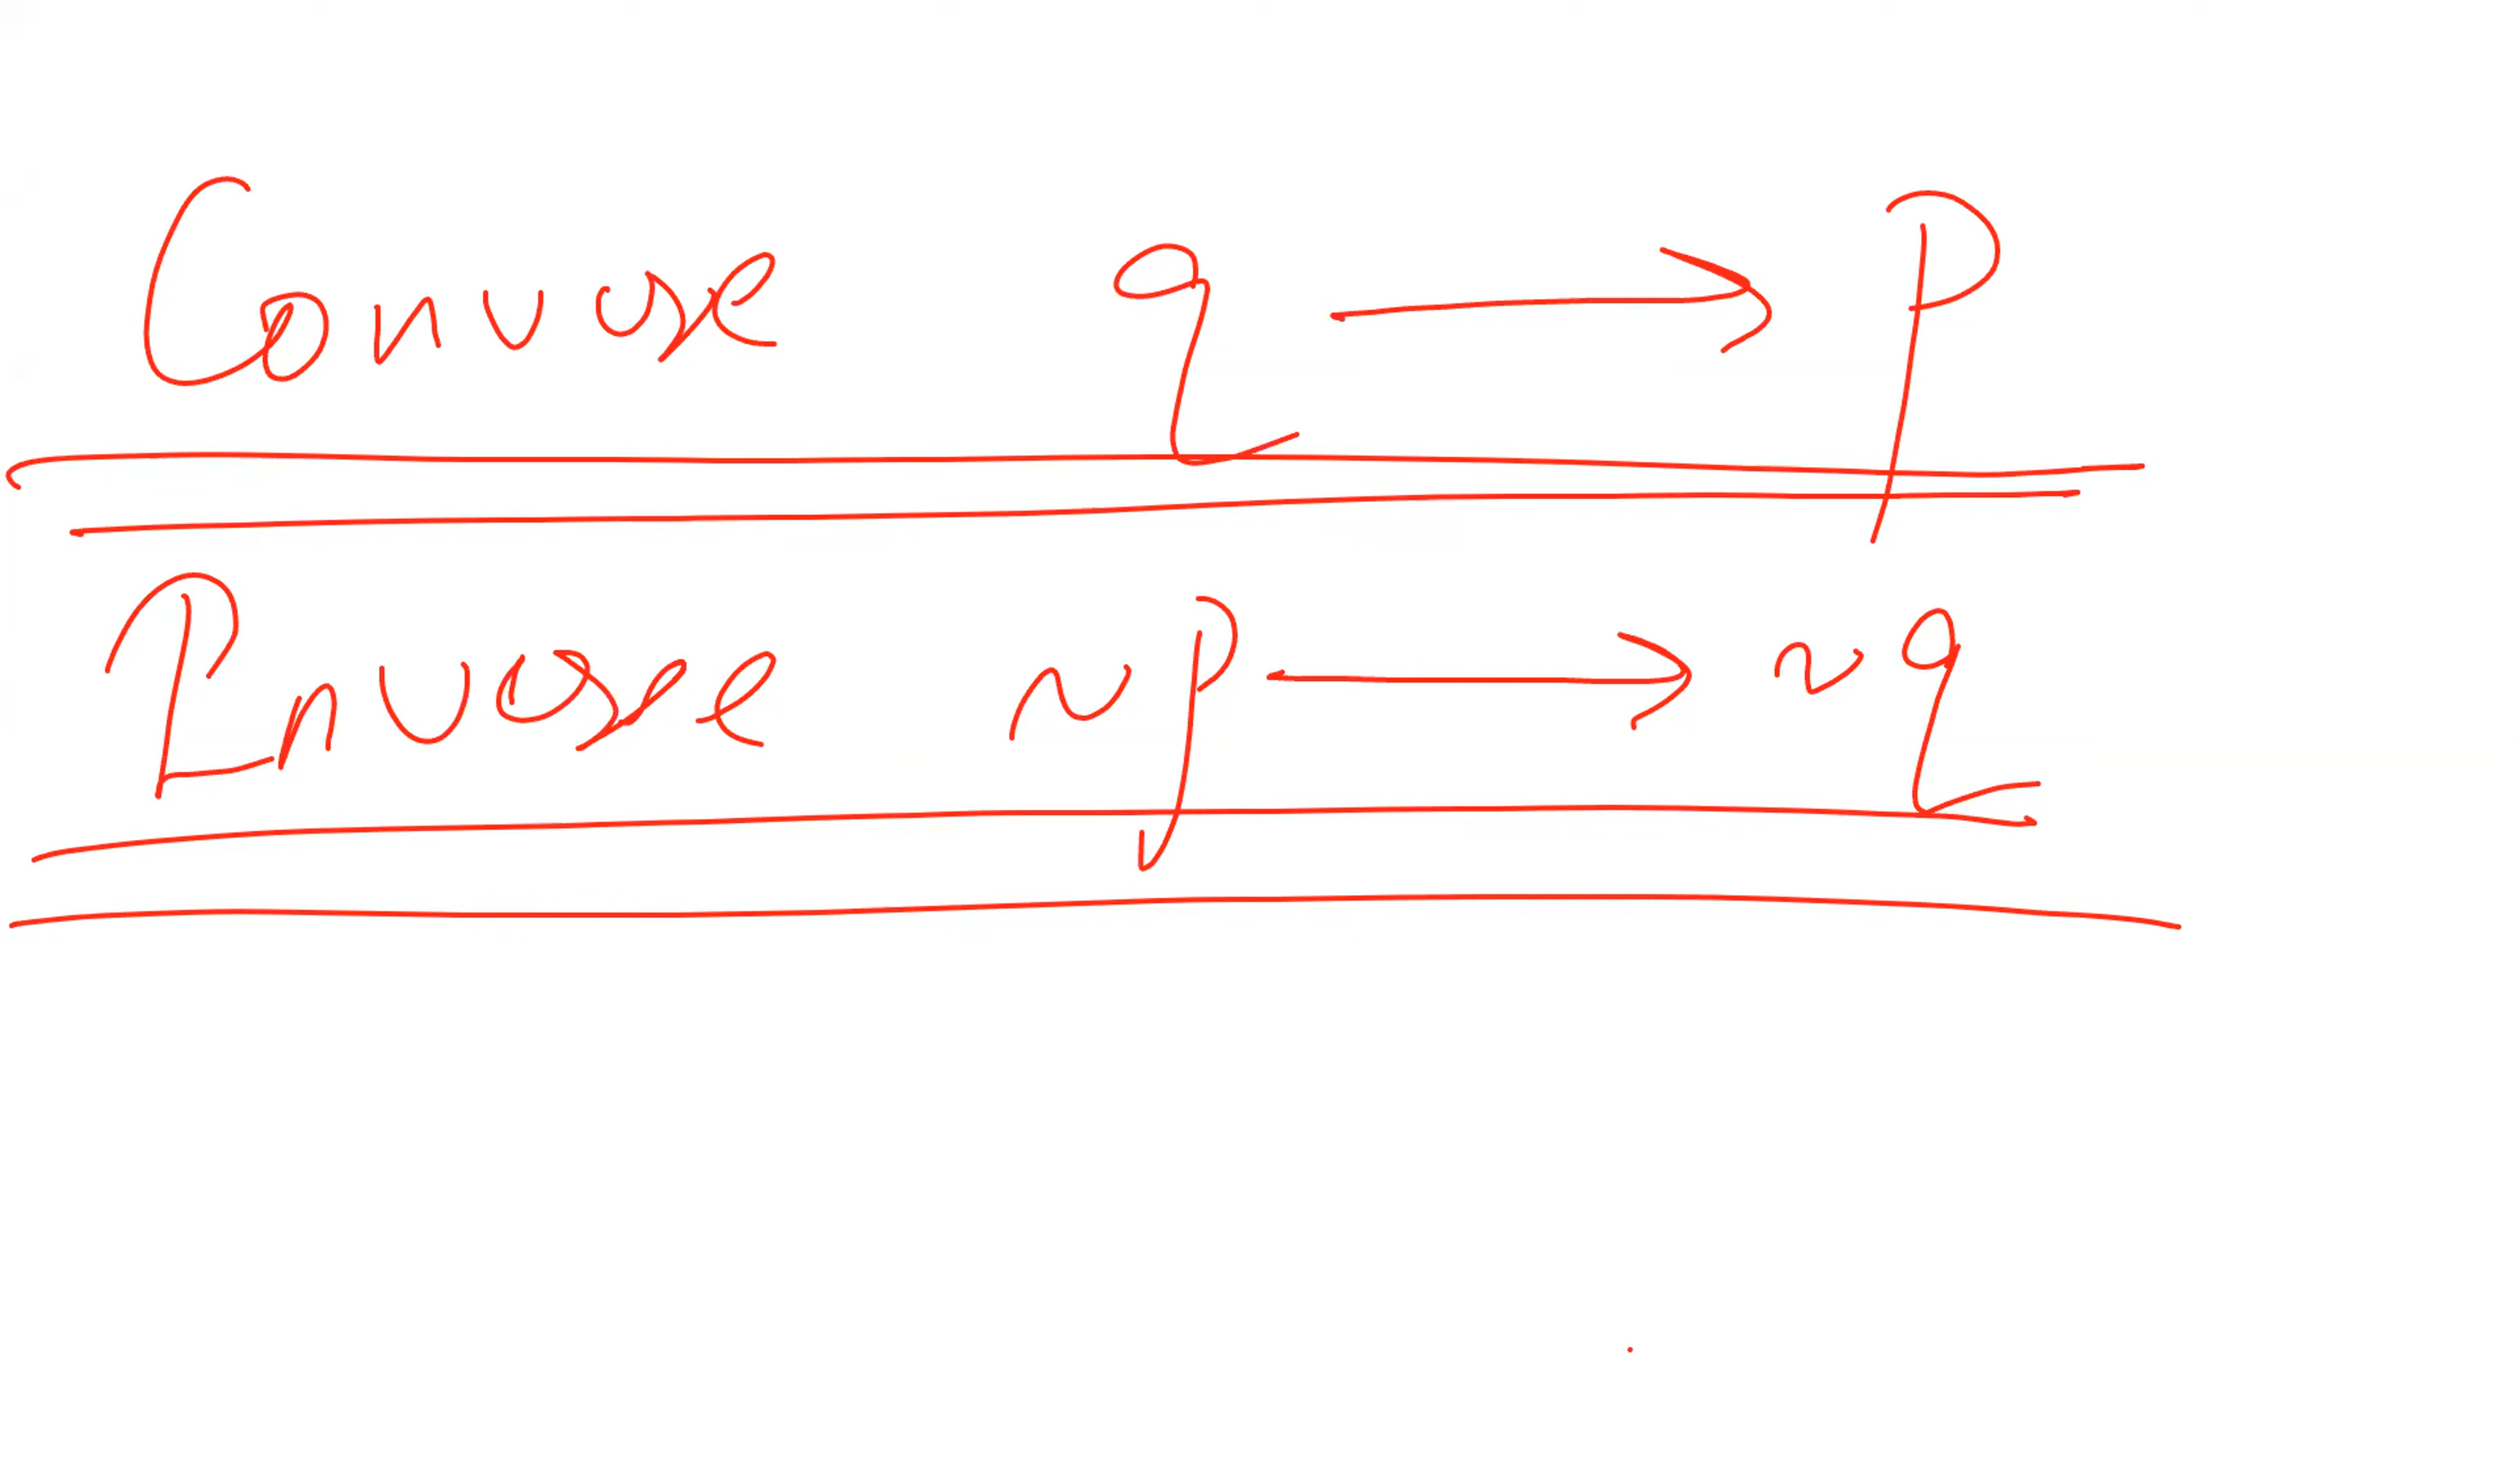 Converse q → P
Inverse ~p → ~q